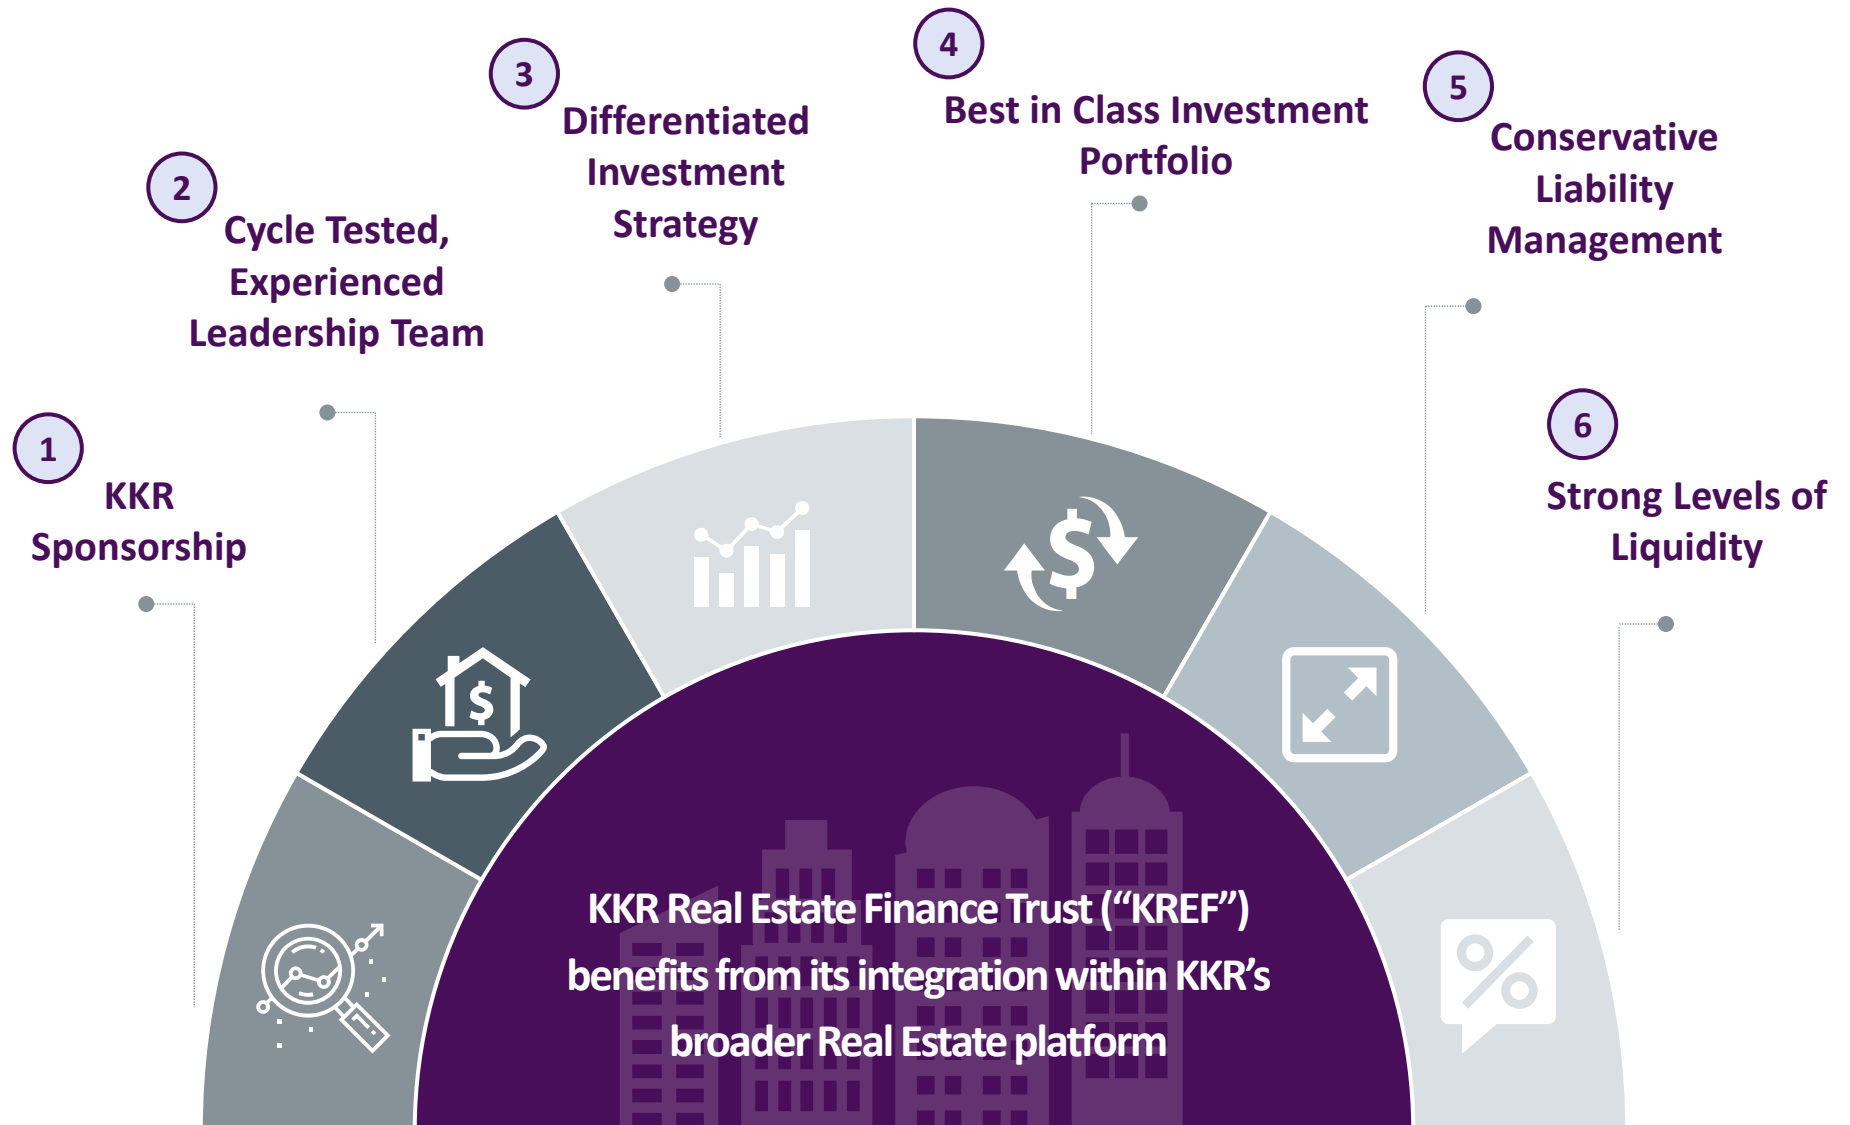 1
KKR
Sponsorship
2
Cycle Tested,
Experienced
Leadership Team
3
Differentiated
Investment
Strategy
4
Best in Class Investment
Portfolio
5
Conservative
Liability
Management
6
Strong Levels of
Liquidity
$
$
%
KKR Real Estate Finance Trust (“KREF”)
benefits from its integration within KKR’s
broader Real Estate platform